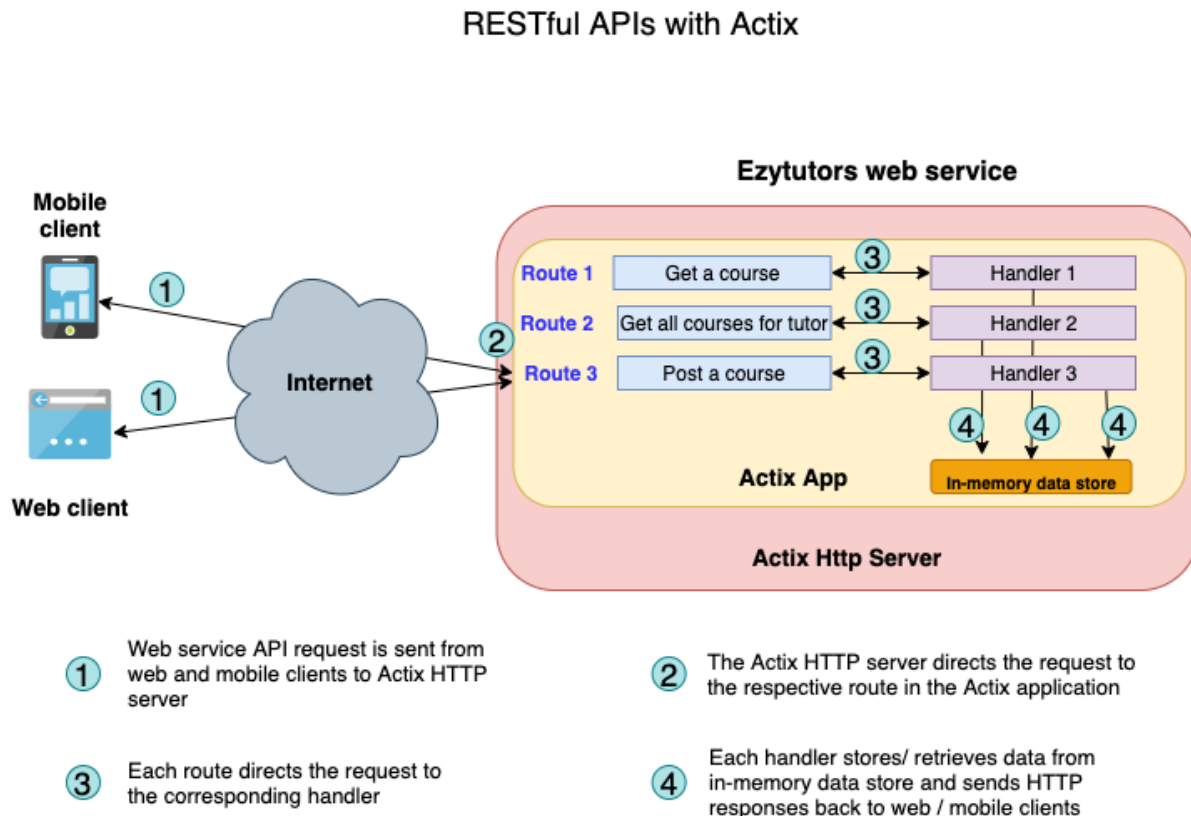 RESTful APIs with Actix
Ezytutors web service
Mobile
client
1
Route 1
Get a course
3
Handler 1
2
Route 2
Get all courses for tutor
3
Handler 2
Internet
Route 3
Post a course
3
Handler 3
1
4
4
4
Web client
Actix App
In-memory data store
Actix Http Server
1
Web service API request is sent from
web and mobile clients to Actix HTTP
server
2
The Actix HTTP server directs the request to
the respective route in the Actix application
3
Each route directs the request to
the corresponding handler
4
Each handler stores/ retrieves data from
in-memory data store and sends HTTP
responses back to web / mobile clients